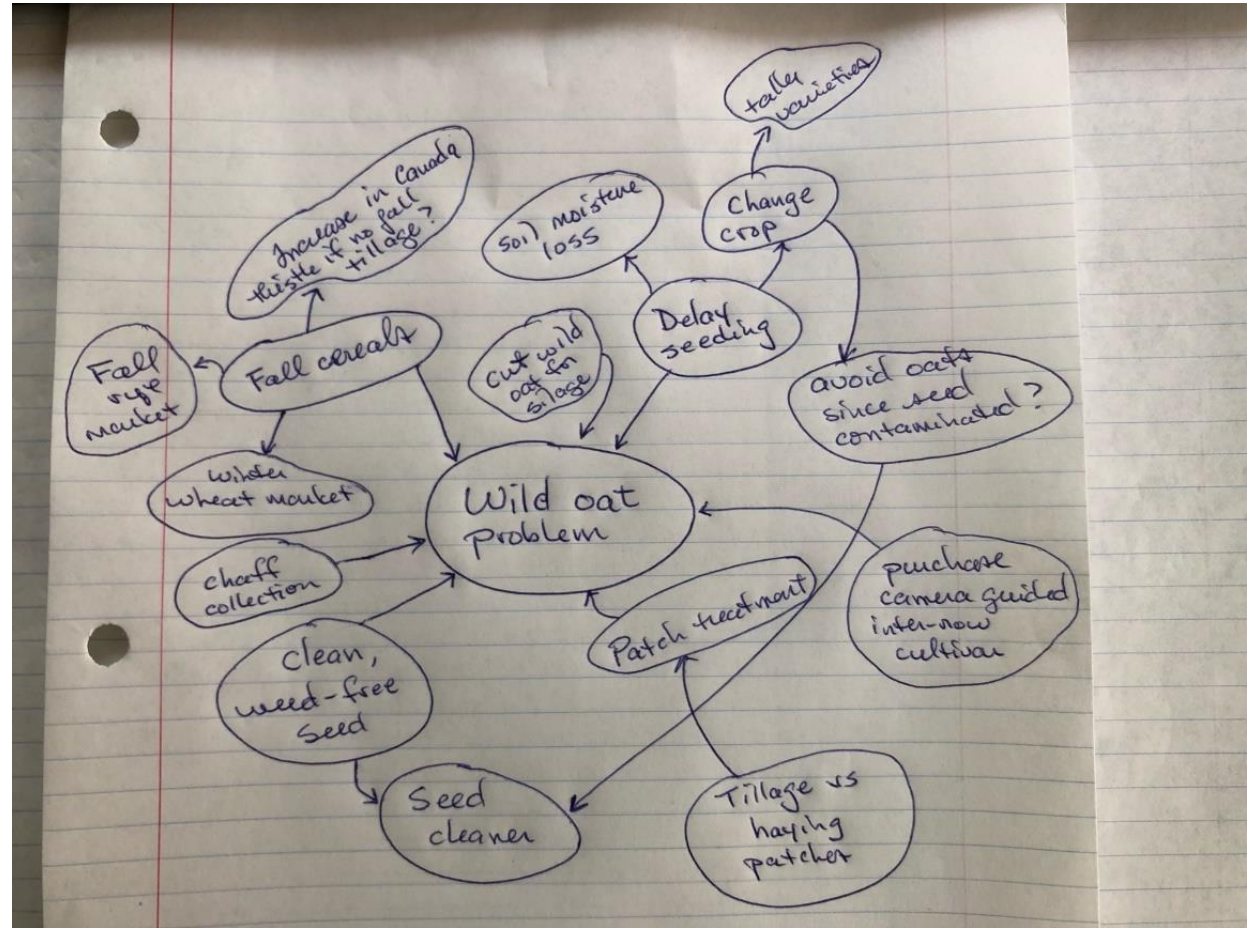 taller
varieties
Increase in Canada
thistle if no fall
tillage?
soil moisture
loss
Change
crop
Delay
seeding
Fall cereals
cut wild
oat for
silage
Fall
rye
market
avoid oats
since seed
contaminated?
winter
wheat market
Wild oat
problem
chaff
collection
purchase
camera guided
inter-row
cultivar
Patch treatment
clean,
weed-free
seed
Seed
cleaner
Tillage vs
haying
patches